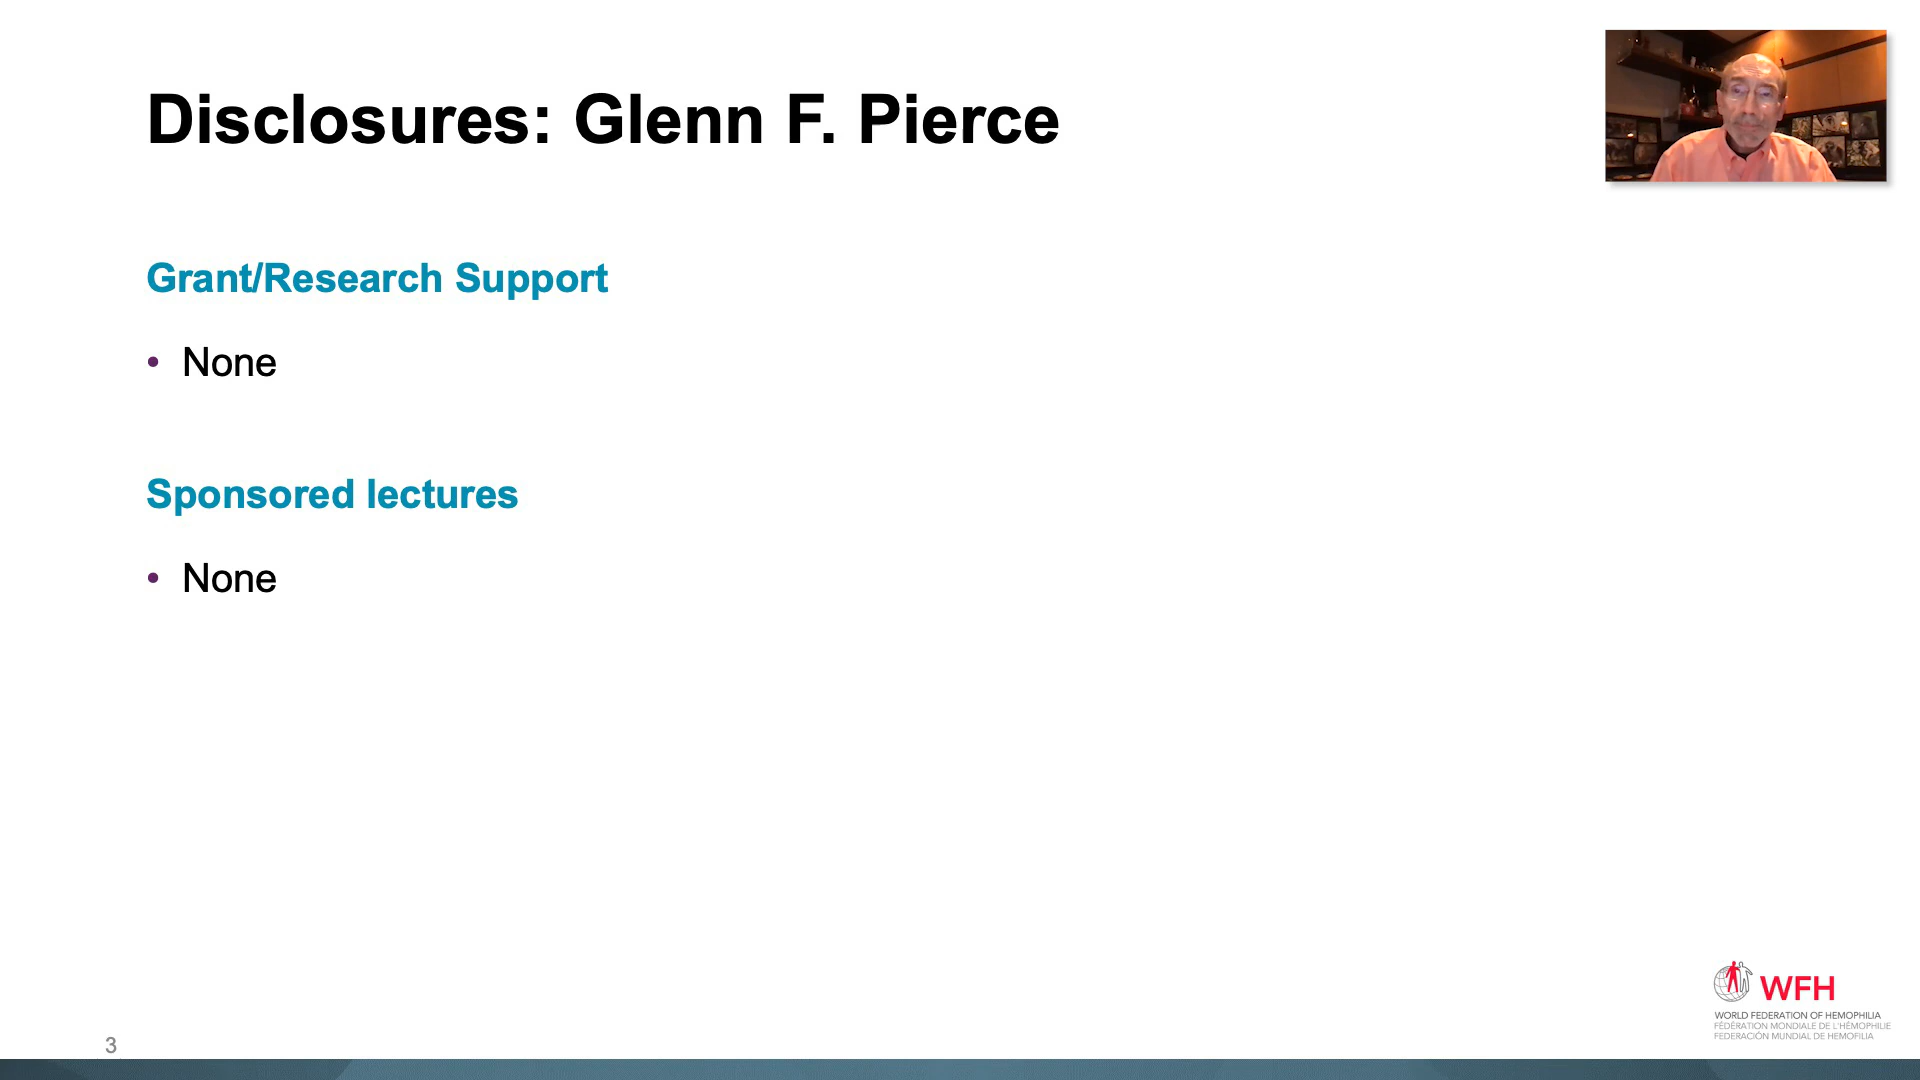 Disclosures: Glenn F. Pierce
Grant/Research Support
• None
Sponsored lectures
• None
WFH
WORLD FEDERATION OF HEMOPHILIA
FÉDÉRATION MONDIALE DE L'HÉMOPHILIE
FEDERACIÓN MUNDIAL DE HEMOFILIA
3